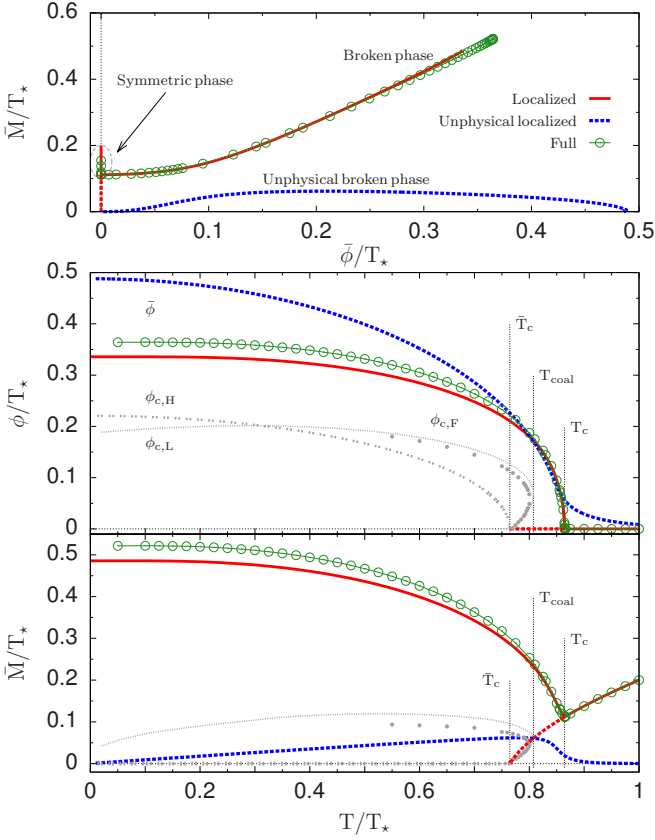 M̄/T⋆
0.6
0.4
0.2
0
Symmetric phase
Broken phase
Localized
Unphysical localized
Full
Unphysical broken phase
0 0.1 0.2 0.3 0.4 0.5
ϕ̄/T⋆
ϕ/T⋆
0.5
0.4
0.3
0.2
0.1
0
ϕ̄
T̄c
Tcoal
Tc
ϕc,H
ϕc,F
ϕc,L
M̄/T⋆
0.5
0.4
0.3
0.2
0.1
0
Tcoal
Tc
T̄c
0 0.2 0.4 0.6 0.8 1
T/T⋆